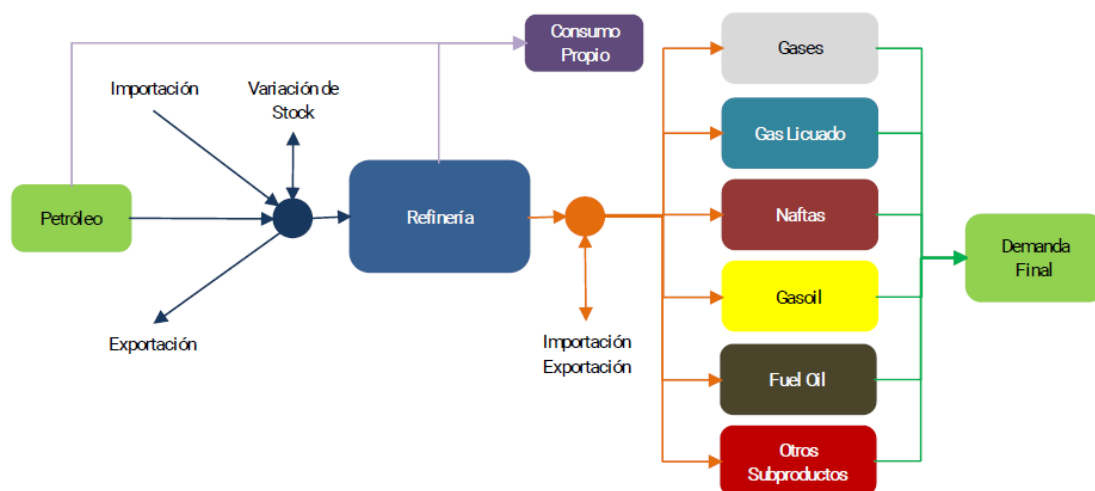 Consumo
Propio
Gases
Importación
Variación de
Stock
Gas Licuado
Petróleo
Refinería
Naftas
Demanda
Final
Gasoil
Exportación
Importación
Exportación
Fuel Oil
Otros
Subproductos